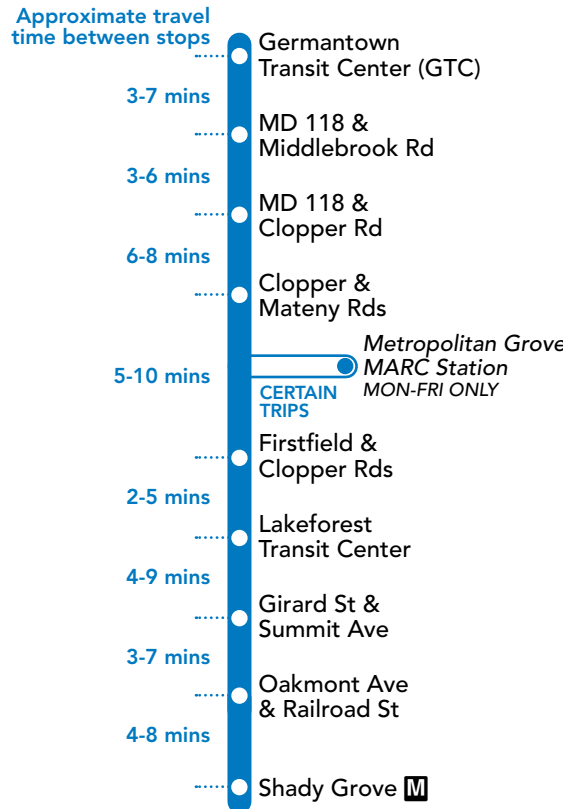 Approximate travel
time between stops
Germantown
Transit Center (GTC)
3-7 mins
MD 118 &
Middlebrook Rd
3-6 mins
MD 118 &
Clopper Rd
6-8 mins
Clopper &
Mateny Rds
Metropolitan Grove
MARC Station
MON-FRI ONLY
5-10 mins
CERTAIN
TRIPS
Firstfield &
Clopper Rds
2-5 mins
Lakeforest
Transit Center
4-9 mins
Girard St &
Summit Ave
3-7 mins
Oakmont Ave
& Railroad St
4-8 mins
Shady Grove M